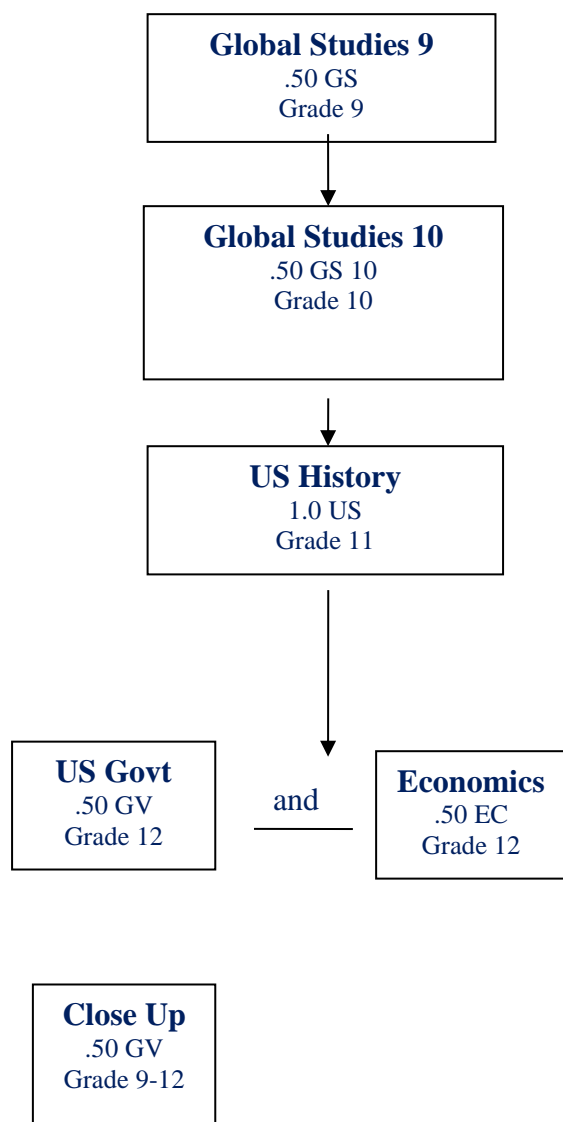 Global Studies 9
.50 GS
Grade 9
Global Studies 10
.50 GS 10
Grade 10
US History
1.0 US
Grade 11
US Govt
.50 GV
Grade 12
and
Economics
.50 EC
Grade 12
Close Up
.50 GV
Grade 9-12